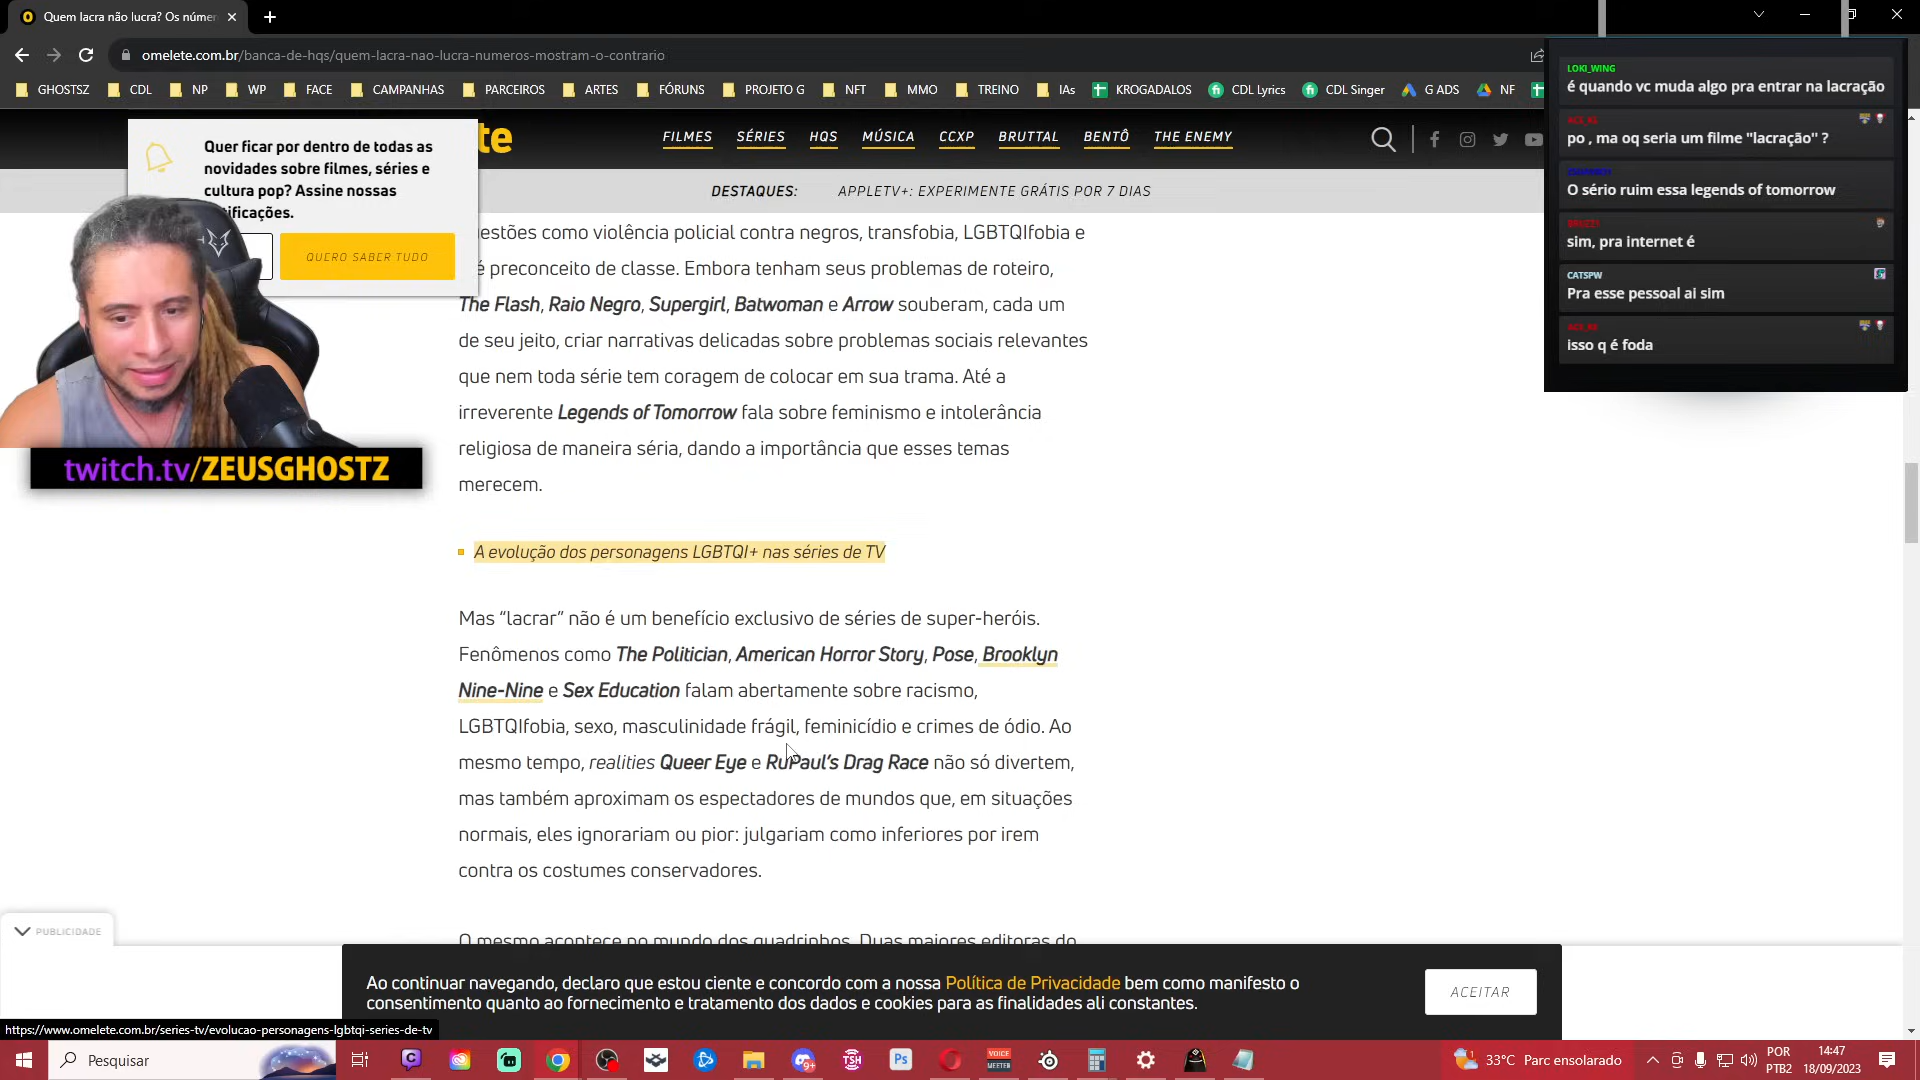 Quem lacra não lucra? Os númer
omelete.com.br/banca-de-hqs/quem-lacra-nao-lucra-numeros-mostram-o-contrario
GHOSTSZ CDL NP WP FACE CAMPANHAS PARCEIROS ARTES FÓRUNS PROJETO G NFT MMO TREINO IAs KROGADALOS CDL Lyrics CDL Singer G ADS NF
te
FILMES SÉRIES HQS MÚSICA CCXP BRUTTAL BENTÔ THE ENEMY
DESTAQUES: APPLETV+: EXPERIMENTE GRÁTIS POR 7 DIAS
Quer ficar por dentro de todas as
novidades sobre filmes, séries e
cultura pop? Assine nossas
tificações.
QUERO SABER TUDO
LOKI_WING
é quando vc muda algo pra entrar na lacração
po , ma oq seria um filme "lacração" ?
O sério ruim essa legends of tomorrow
sim, pra internet é
CATSPW
Pra esse pessoal ai sim
isso q é foda
twitch.tv/ZEUSGHOSTZ
uestões como violência policial contra negros, transfobia, LGBTQIfobia e
é preconceito de classe. Embora tenham seus problemas de roteiro,
The Flash, Raio Negro, Supergirl, Batwoman e Arrow souberam, cada um
de seu jeito, criar narrativas delicadas sobre problemas sociais relevantes
que nem toda série tem coragem de colocar em sua trama. Até a
irreverente Legends of Tomorrow fala sobre feminismo e intolerância
religiosa de maneira séria, dando a importância que esses temas
merecem.
A evolução dos personagens LGBTQI+ nas séries de TV
Mas “lacrar” não é um benefício exclusivo de séries de super-heróis.
Fenômenos como The Politician, American Horror Story, Pose, Brooklyn
Nine-Nine e Sex Education falam abertamente sobre racismo,
LGBTQIfobia, sexo, masculinidade frágil, feminicídio e crimes de ódio. Ao
mesmo tempo, realities Queer Eye e RuPaul’s Drag Race não só divertem,
mas também aproximam os espectadores de mundos que, em situações
normais, eles ignorariam ou pior: julgariam como inferiores por irem
contra os costumes conservadores.
O mesmo acontece no mundo dos quadrinhos. Duas maiores editoras do
PUBLICIDADE
Ao continuar navegando, declaro que estou ciente e concordo com a nossa Política de Privacidade bem como manifesto o
consentimento quanto ao fornecimento e tratamento dos dados e cookies para as finalidades ali constantes.
ACEITAR
https://www.omelete.com.br/series-tv/evolucao-personagens-lgbtqi-series-de-tv
Pesquisar
9+
TSH
Ps
VOICE
MEETER
33°C Parc ensolarado
POR
PTB2
14:47
18/09/2023